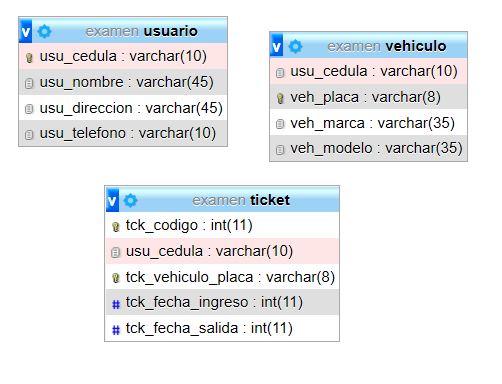 v examen usuario
usu_cedula : varchar(10)
usu_nombre : varchar(45)
usu_direccion : varchar(45)
usu_telefono : varchar(10)
v examen vehiculo
usu_cedula : varchar(10)
veh_placa : varchar(8)
veh_marca : varchar(35)
veh_modelo : varchar(35)
v examen ticket
tck_codigo : int(11)
usu_cedula : varchar(10)
tck_vehiculo_placa : varchar(8)
# tck_fecha_ingreso : int(11)
# tck_fecha_salida : int(11)